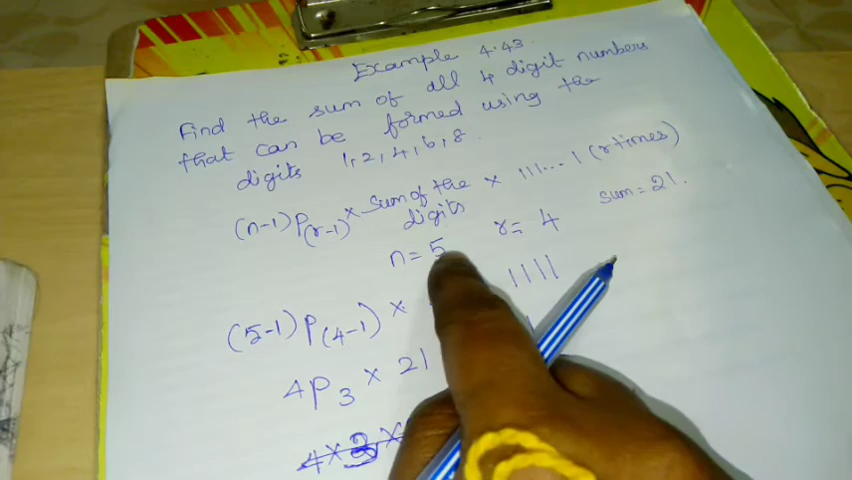 Example 4.43.
Find the sum of all 4 digit numbers
that can be formed using the
digits 1, 2, 4, 6, 8.
(n-1)P(r-1) × Sum of the digits × 111...1 (r times)
n = 5 r = 4 sum = 21.
(5-1)P(4-1) × 1111
4P3 × 21
4 × 3 ×